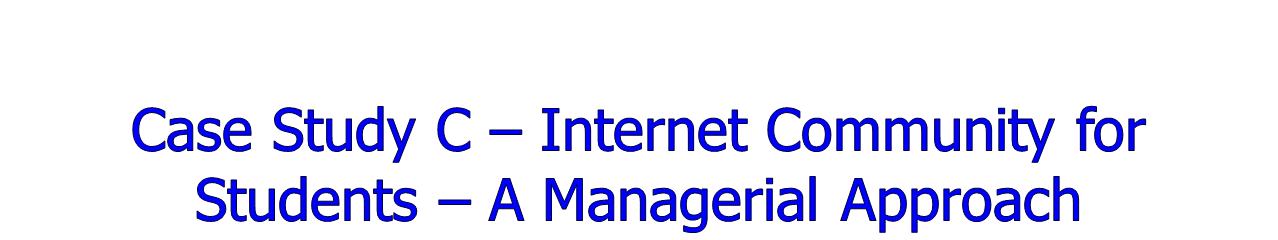 Case Study C – Internet Community for
Students – A Managerial Approach